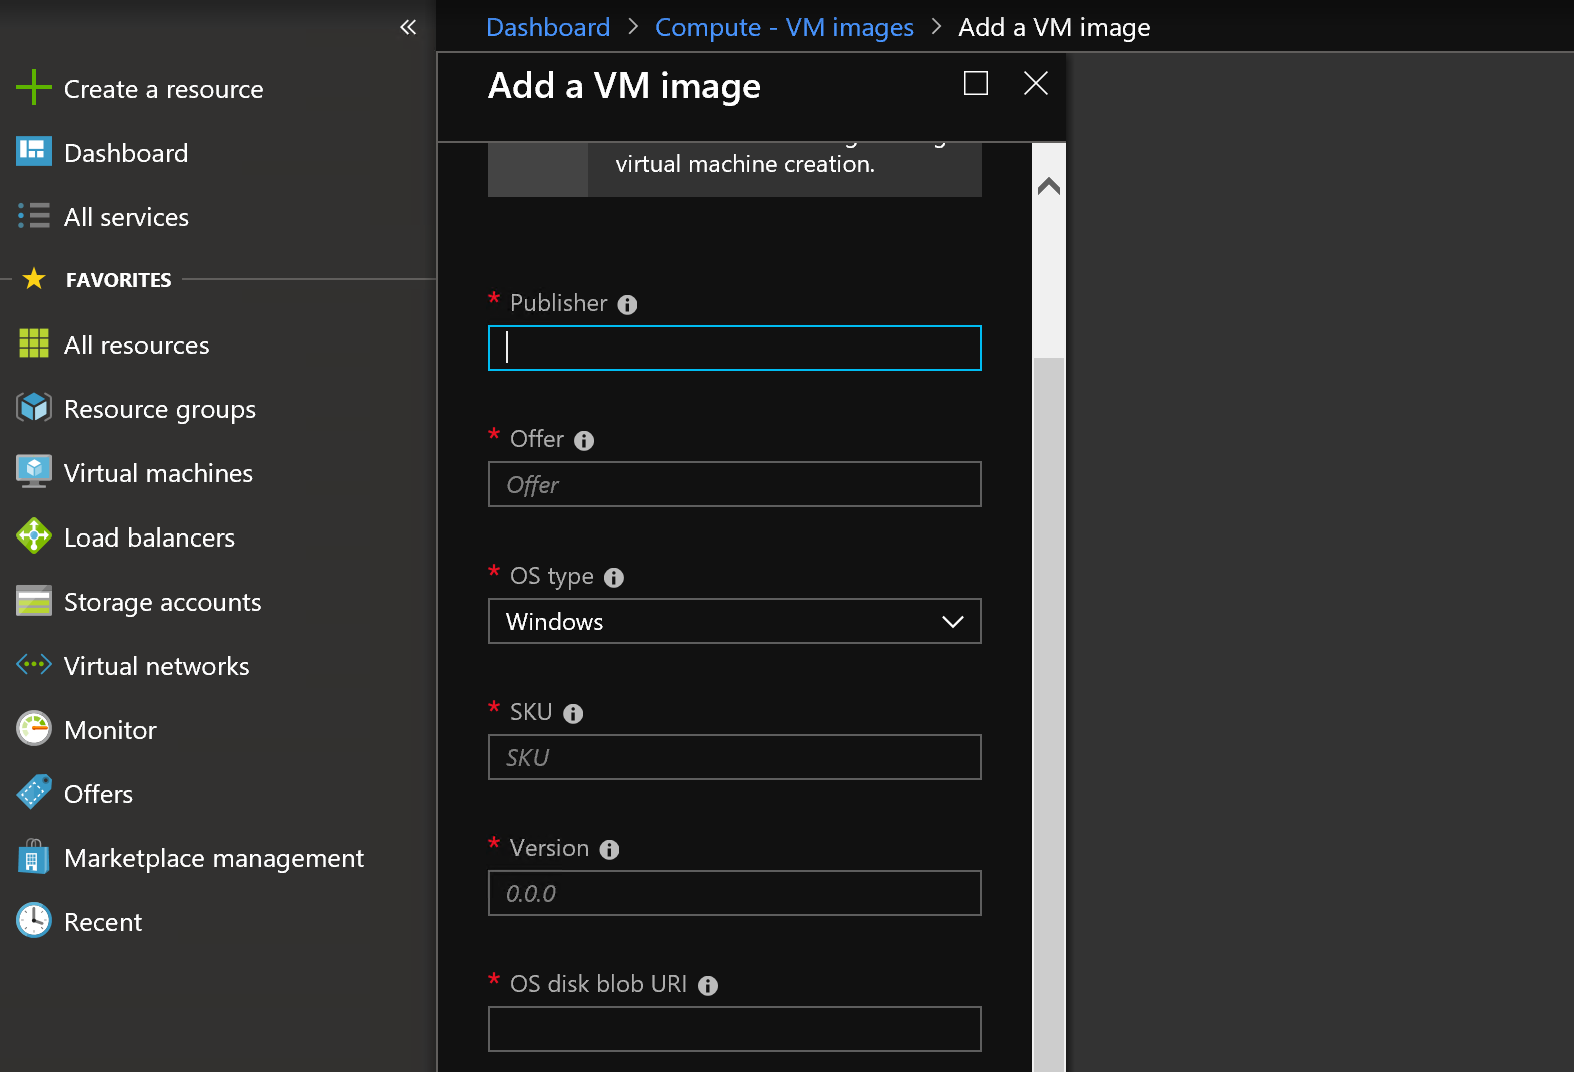 Dashboard > Compute - VM images > Add a VM image
Create a resource
Dashboard
All services
FAVORITES
All resources
Resource groups
Virtual machines
Load balancers
Storage accounts
Virtual networks
Monitor
Offers
Marketplace management
Recent
Add a VM image
virtual machine creation.
* Publisher
* Offer
Offer
* OS type
Windows
* SKU
SKU
* Version
0.0.0
* OS disk blob URI